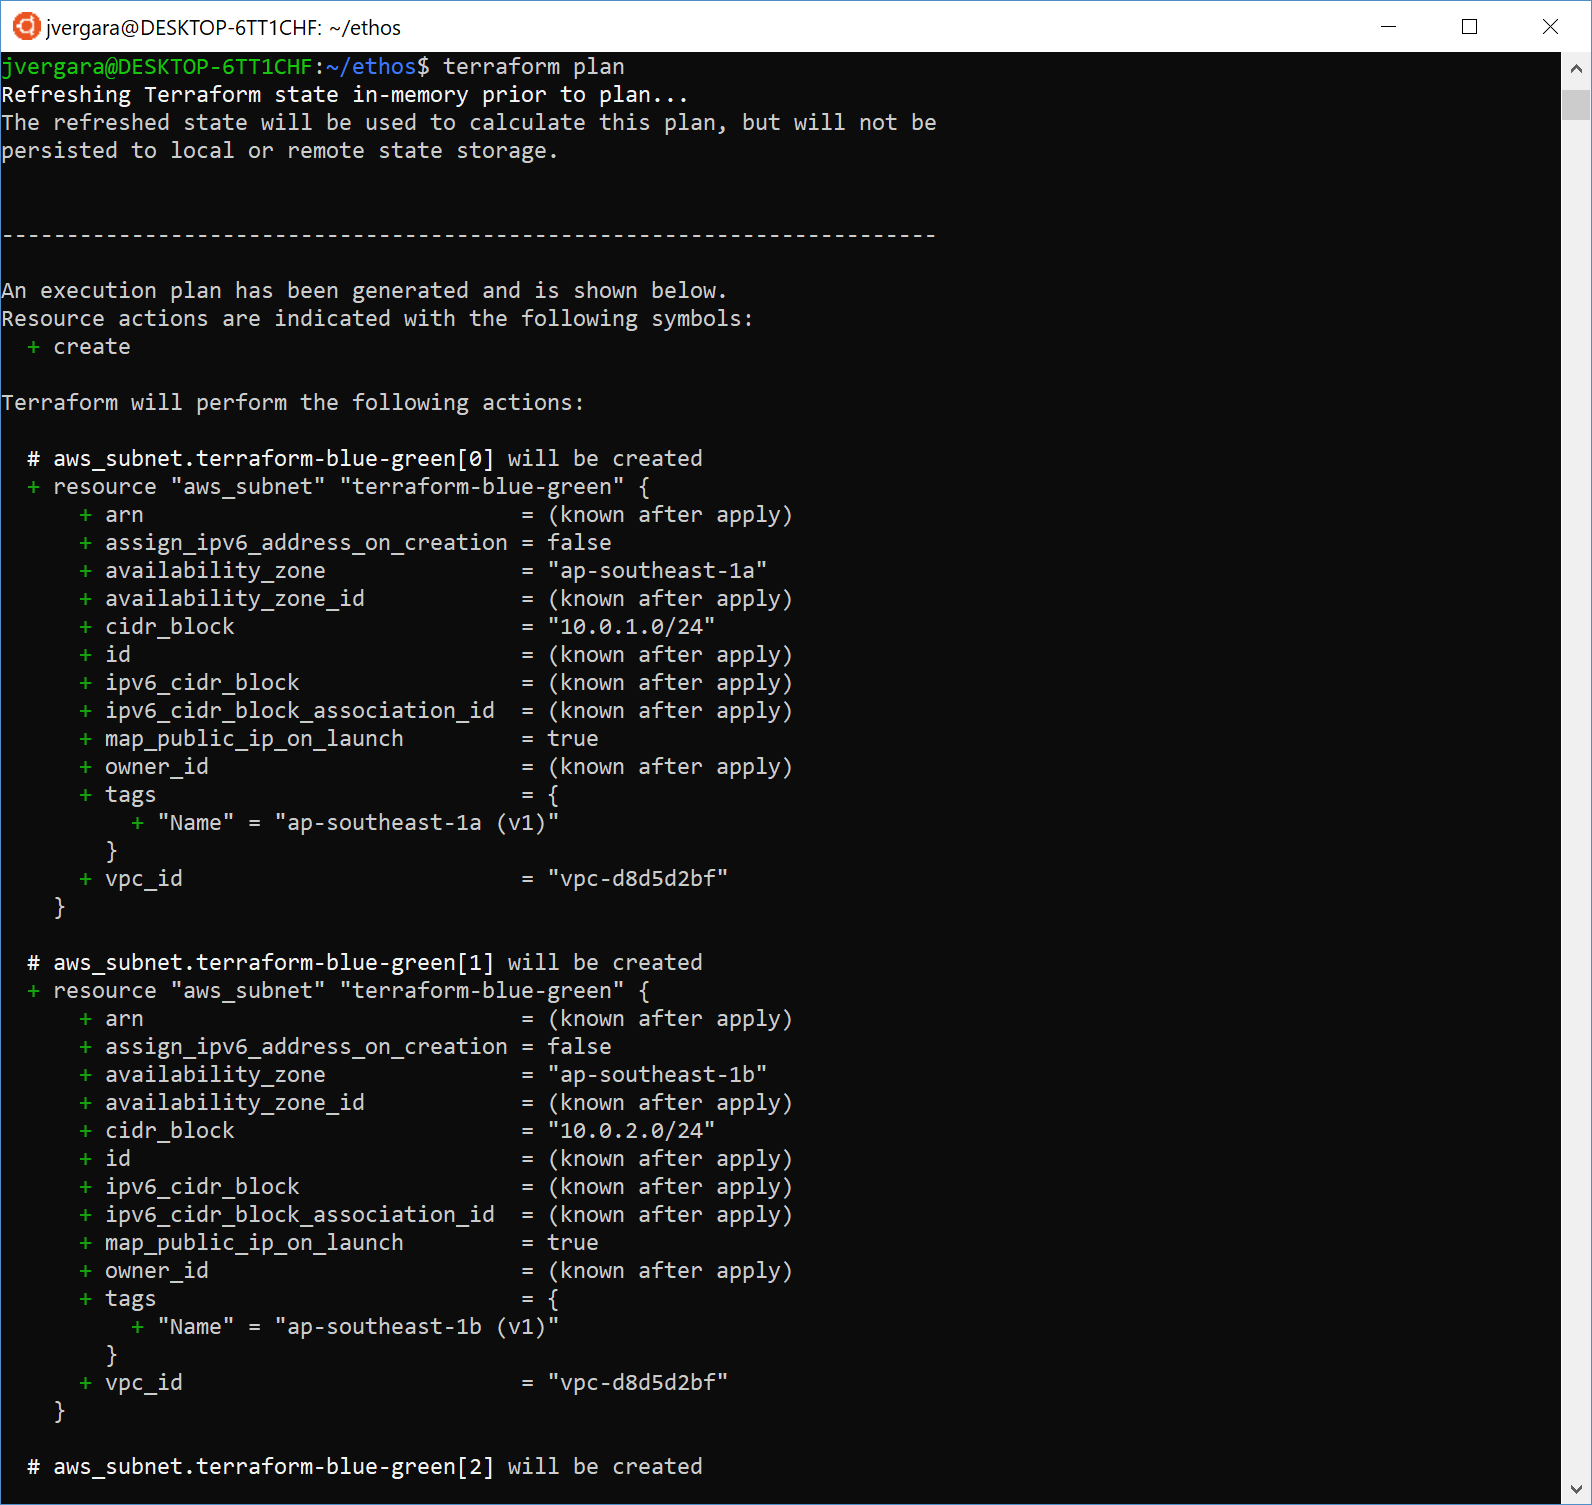 jvergara@DESKTOP-6TT1CHF: ~/ethos
jvergara@DESKTOP-6TT1CHF:~/ethos$ terraform plan
Refreshing Terraform state in-memory prior to plan...
The refreshed state will be used to calculate this plan, but will not be
persisted to local or remote state storage.
------------------------------------------------------------------------
An execution plan has been generated and is shown below.
Resource actions are indicated with the following symbols:
  + create
Terraform will perform the following actions:
  # aws_subnet.terraform-blue-green[0] will be created
  + resource "aws_subnet" "terraform-blue-green" {
      + arn                             = (known after apply)
      + assign_ipv6_address_on_creation = false
      + availability_zone               = "ap-southeast-1a"
      + availability_zone_id            = (known after apply)
      + cidr_block                      = "10.0.1.0/24"
      + id                              = (known after apply)
      + ipv6_cidr_block                 = (known after apply)
      + ipv6_cidr_block_association_id  = (known after apply)
      + map_public_ip_on_launch         = true
      + owner_id                        = (known after apply)
      + tags                            = {
          + "Name" = "ap-southeast-1a (v1)"
        }
      + vpc_id                          = "vpc-d8d5d2bf"
    }
  # aws_subnet.terraform-blue-green[1] will be created
  + resource "aws_subnet" "terraform-blue-green" {
      + arn                             = (known after apply)
      + assign_ipv6_address_on_creation = false
      + availability_zone               = "ap-southeast-1b"
      + availability_zone_id            = (known after apply)
      + cidr_block                      = "10.0.2.0/24"
      + id                              = (known after apply)
      + ipv6_cidr_block                 = (known after apply)
      + ipv6_cidr_block_association_id  = (known after apply)
      + map_public_ip_on_launch         = true
      + owner_id                        = (known after apply)
      + tags                            = {
          + "Name" = "ap-southeast-1b (v1)"
        }
      + vpc_id                          = "vpc-d8d5d2bf"
    }
  # aws_subnet.terraform-blue-green[2] will be created